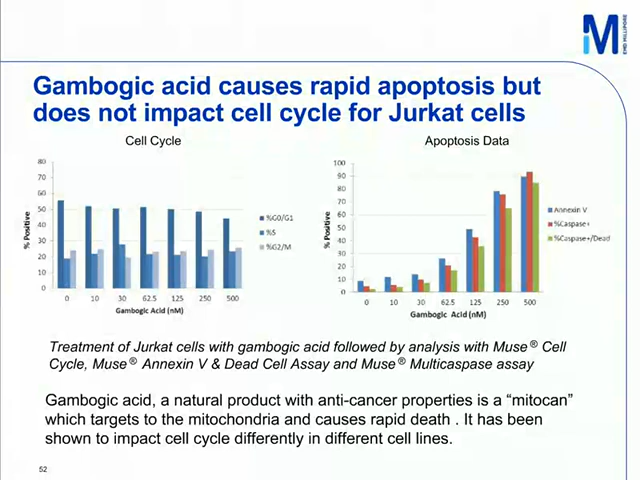 M
EMD MILLIPORE
Gambogic acid causes rapid apoptosis but
does not impact cell cycle for Jurkat cells
Cell Cycle
80
70
60
50
40
30
20
10
0
% Positive
0 10 30 62.5 125 250 500
Gambogic Acid (nM)
%G0/G1
%S
%G2/M
Apoptosis Data
100
90
80
70
60
50
40
30
20
10
0
% Positive
0 10 30 62.5 125 250 500
Gambogic Acid (nM)
Annexin V
%Caspase+
%Caspase+/Dead
Treatment of Jurkat cells with gambogic acid followed by analysis with Muse® Cell
Cycle, Muse® Annexin V & Dead Cell Assay and Muse® Multicaspase assay
Gambogic acid, a natural product with anti-cancer properties is a “mitocan”
which targets to the mitochondria and causes rapid death . It has been
shown to impact cell cycle differently in different cell lines.
52